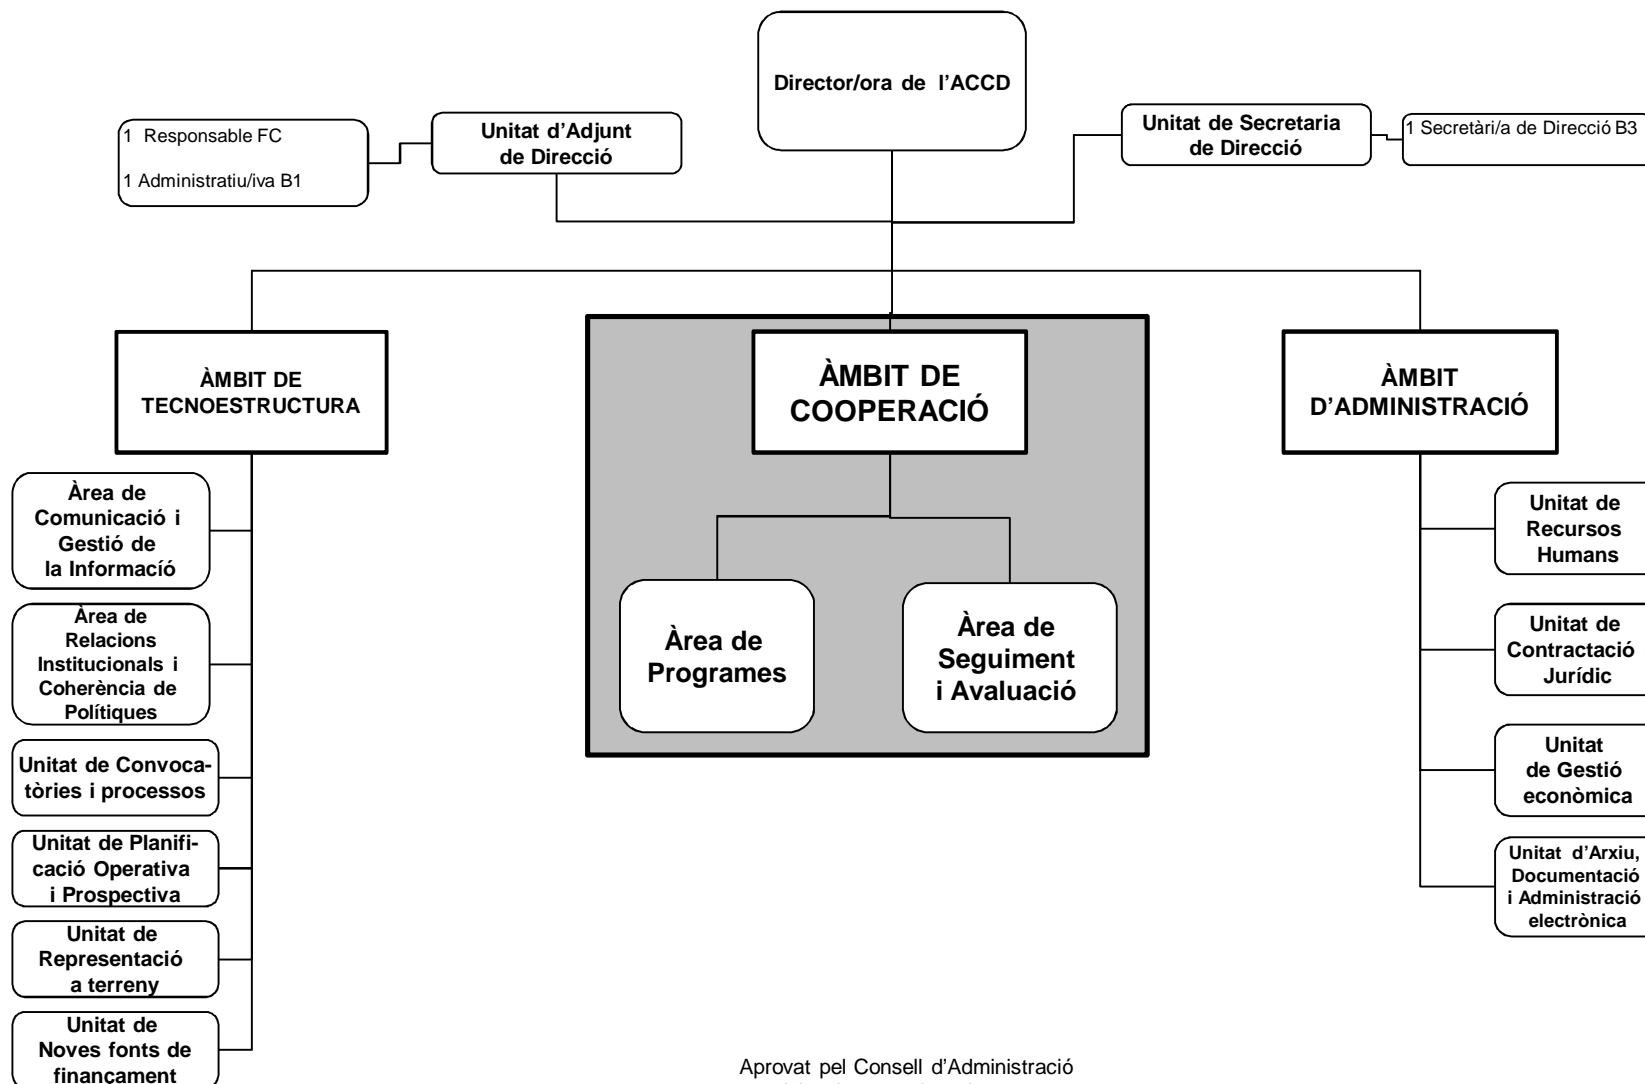 Director/ora de l'ACCD
1 Responsable FC
1 Administratiu/iva B1
Unitat d'Adjunt
de Direcció
Unitat de Secretaria
de Direcció
1 Secretàri/a de Direcció B3
ÀMBIT DE
TECNOESTRUCTURA
ÀMBIT DE
COOPERACIÓ
ÀMBIT
D'ADMINISTRACIÓ
Àrea de
Comunicació i
Gestió de
la Informacíó
Àrea de
Relacions
Institucionals i
Coherència de
Polítiques
Unitat de Convoca-
tòries i processos
Unitat de Planifi-
cació Operativa
i Prospectiva
Unitat de
Representació
a terreny
Unitat de
Noves fonts de
finançament
Àrea de
Programes
Àrea de
Seguiment
i Avaluació
Unitat de
Recursos
Humans
Unitat de
Contractació
Jurídic
Unitat
de Gestió
econòmica
Unitat d'Arxiu,
Documentació
i Administració
electrònica
Aprovat pel Consell d'Administració